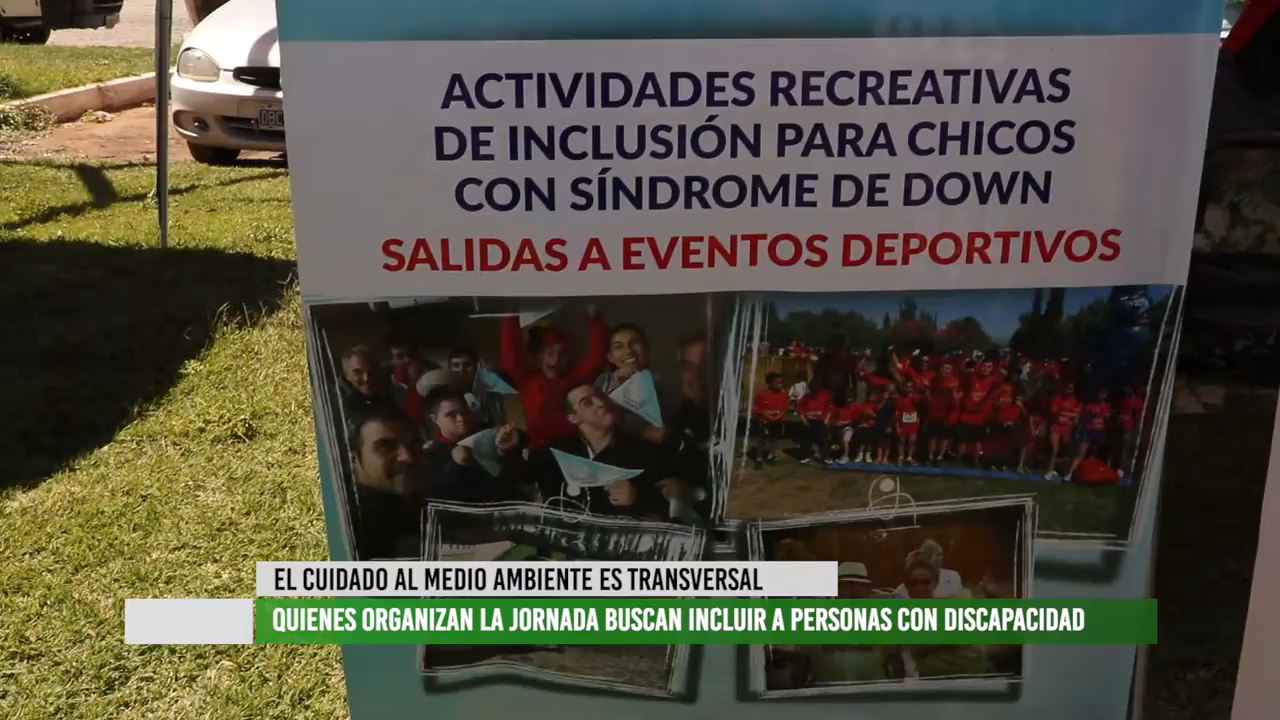 ACTIVIDADES RECREATIVAS
DE INCLUSIÓN PARA CHICOS
CON SÍNDROME DE DOWN
SALIDAS A EVENTOS DEPORTIVOS
EL CUIDADO AL MEDIO AMBIENTE ES TRANSVERSAL
QUIENES ORGANIZAN LA JORNADA BUSCAN INCLUIR A PERSONAS CON DISCAPACIDAD